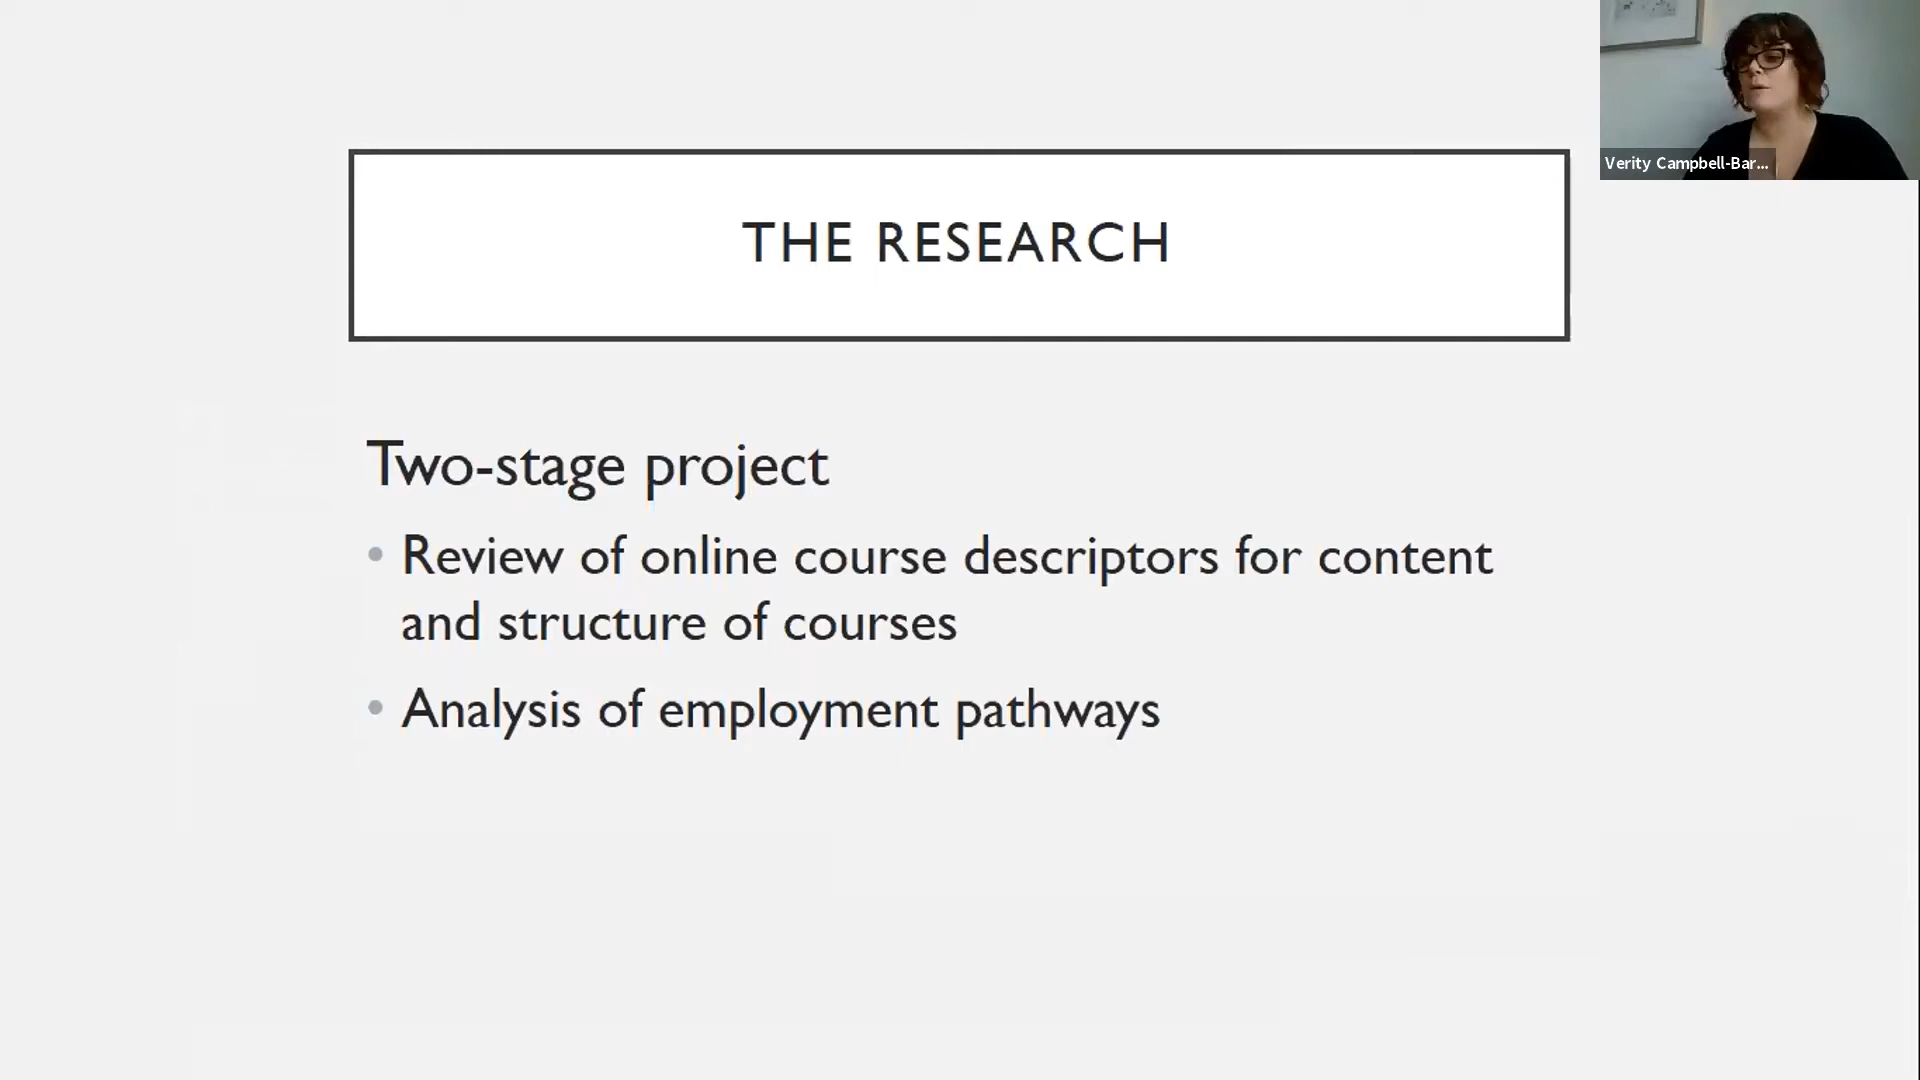 THE RESEARCH
Verity Campbell-Bar...
Two-stage project
• Review of online course descriptors for content
and structure of courses
• Analysis of employment pathways